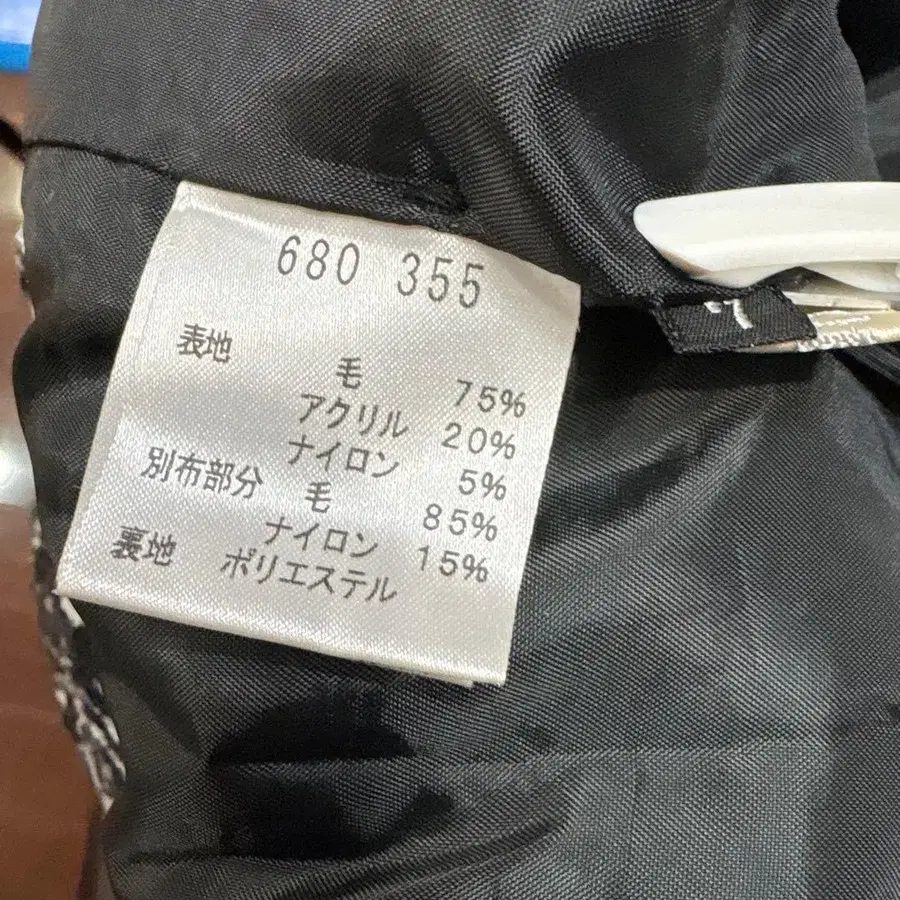 680 355
表地
毛 75%
アクリル 20%
ナイロン 5%
別布部分 毛 85%
ナイロン 15%
裏地 ポリエステル